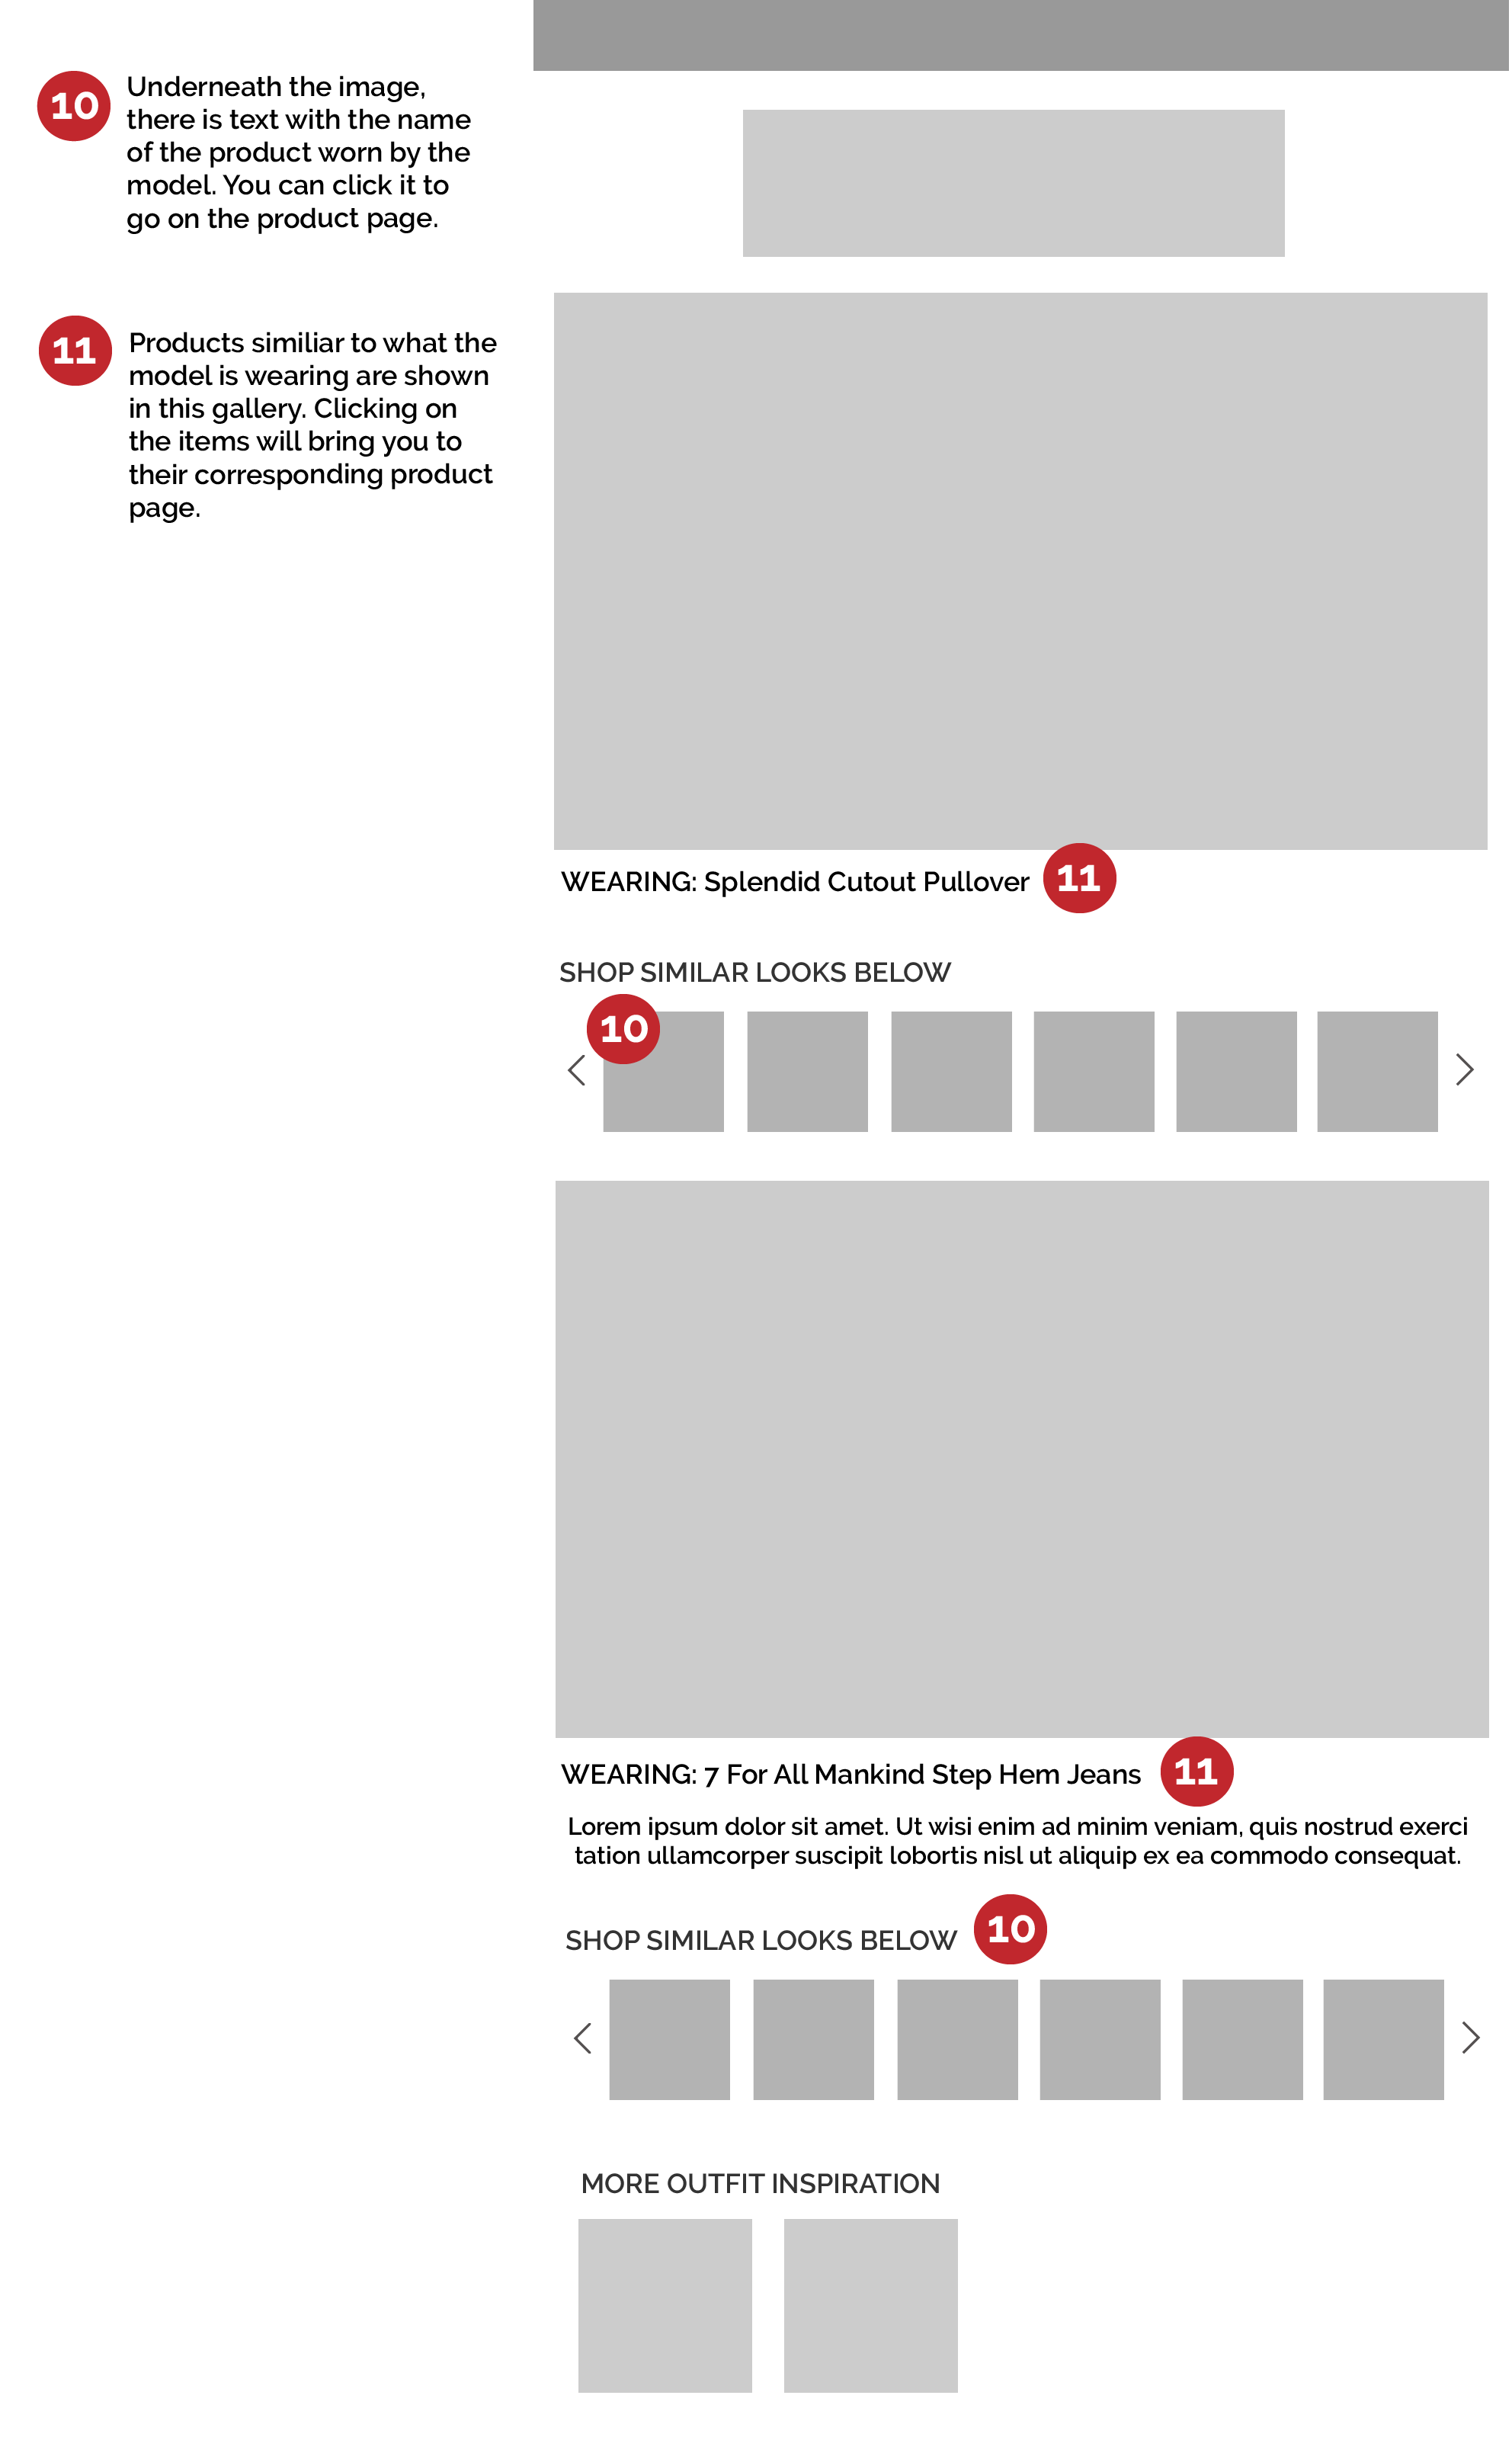 10
Underneath the image,
there is text with the name
of the product worn by the
model. You can click it to
go on the product page.
11
Products similiar to what the
model is wearing are shown
in this gallery. Clicking on
the items will bring you to
their corresponding product
page.
WEARING: Splendid Cutout Pullover
11
SHOP SIMILAR LOOKS BELOW
10
WEARING: 7 For All Mankind Step Hem Jeans
11
Lorem ipsum dolor sit amet. Ut wisi enim ad minim veniam, quis nostrud exerci
tation ullamcorper suscipit lobortis nisl ut aliquip ex ea commodo consequat.
SHOP SIMILAR LOOKS BELOW
10
MORE OUTFIT INSPIRATION